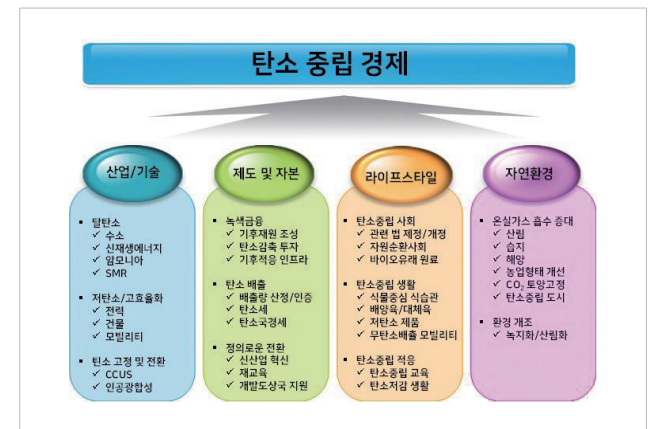 탄소 중립 경제
산업/기술
▪ 탈탄소
✓ 수소
✓ 신재생에너지
✓ 암모니아
✓ SMR
▪ 저탄소/고효율화
✓ 전력
✓ 건물
✓ 모빌리티
▪ 탄소 고정 및 전환
✓ CCUS
✓ 인공광합성
제도 및 자본
▪ 녹색금융
✓ 기후재원 조성
✓ 탄소감축 투자
✓ 기후적응 인프라
▪ 탄소 배출
✓ 배출량 산정/인증
✓ 탄소세
✓ 탄소국경세
▪ 정의로운 전환
✓ 신산업 혁신
✓ 재교육
✓ 개발도상국 지원
라이프스타일
▪ 탄소중립 사회
✓ 관련 법 제정/개정
✓ 자원순환사회
✓ 바이오유래 원료
▪ 탄소중립 생활
✓ 식물중심 식습관
✓ 배양육/대체육
✓ 저탄소 제품
✓ 무탄소배출 모빌리티
▪ 탄소중립 적응
✓ 탄소중립 교육
✓ 탄소저감 생활
자연환경
▪ 온실가스 흡수 증대
✓ 산림
✓ 습지
✓ 해양
✓ 농업형태 개선
✓ CO₂ 토양고정
✓ 탄소중립 도시
▪ 환경 개조
✓ 녹지화/산림화